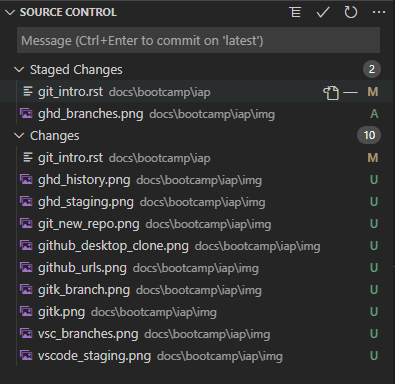 SOURCE CONTROL
Message (Ctrl+Enter to commit on 'latest')
Staged Changes 2
git_intro.rst docs\bootcamp\iap M
ghd_branches.png docs\bootcamp\iap\img A
Changes 10
git_intro.rst docs\bootcamp\iap M
ghd_history.png docs\bootcamp\iap\img U
ghd_staging.png docs\bootcamp\iap\img U
git_new_repo.png docs\bootcamp\iap\img U
github_desktop_clone.png docs\bootcamp\iap\img U
github_urls.png docs\bootcamp\iap\img U
gitk_branch.png docs\bootcamp\iap\img U
gitk.png docs\bootcamp\iap\img U
vsc_branches.png docs\bootcamp\iap\img U
vscode_staging.png docs\bootcamp\iap\img U